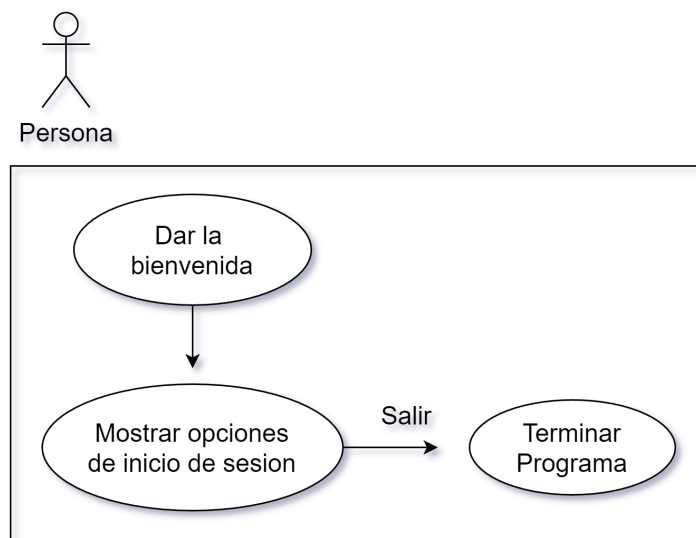 Persona
Dar la
bienvenida
Mostrar opciones
de inicio de sesion
Salir
Terminar
Programa